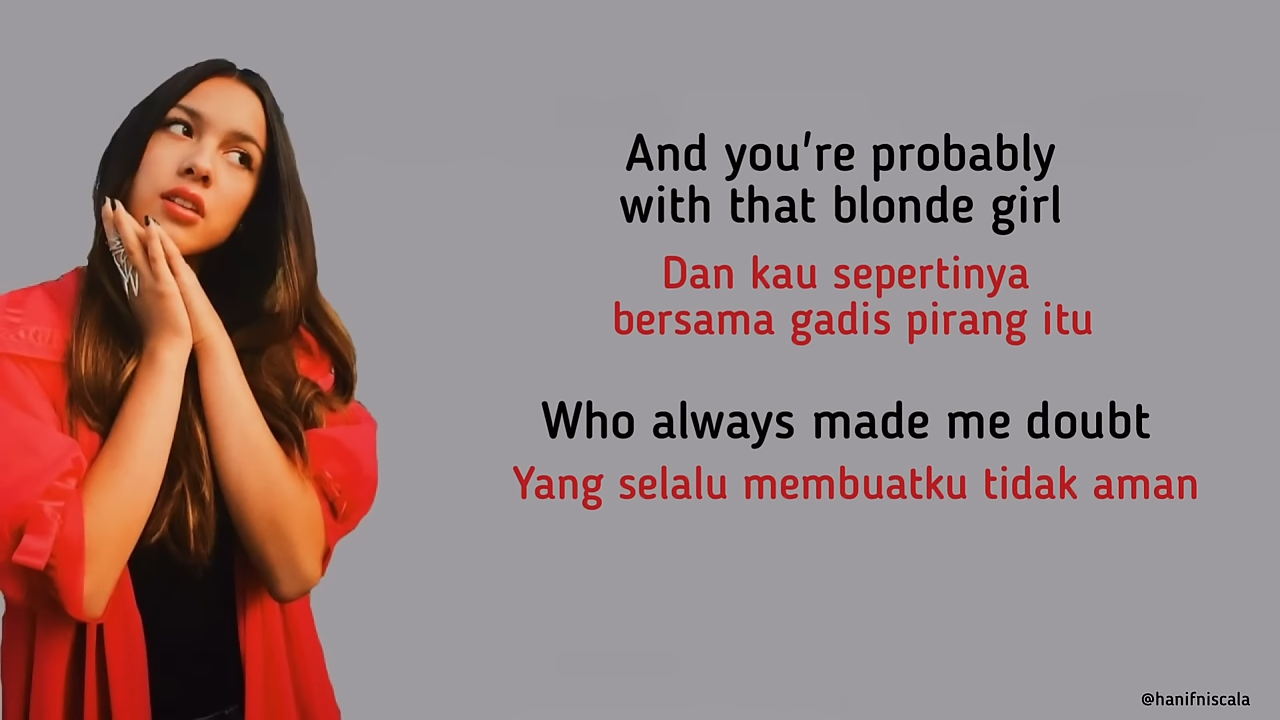 And you're probably
with that blonde girl
Dan kau sepertinya
bersama gadis pirang itu
Who always made me doubt
Yang selalu membuatku tidak aman
@hanifniscala